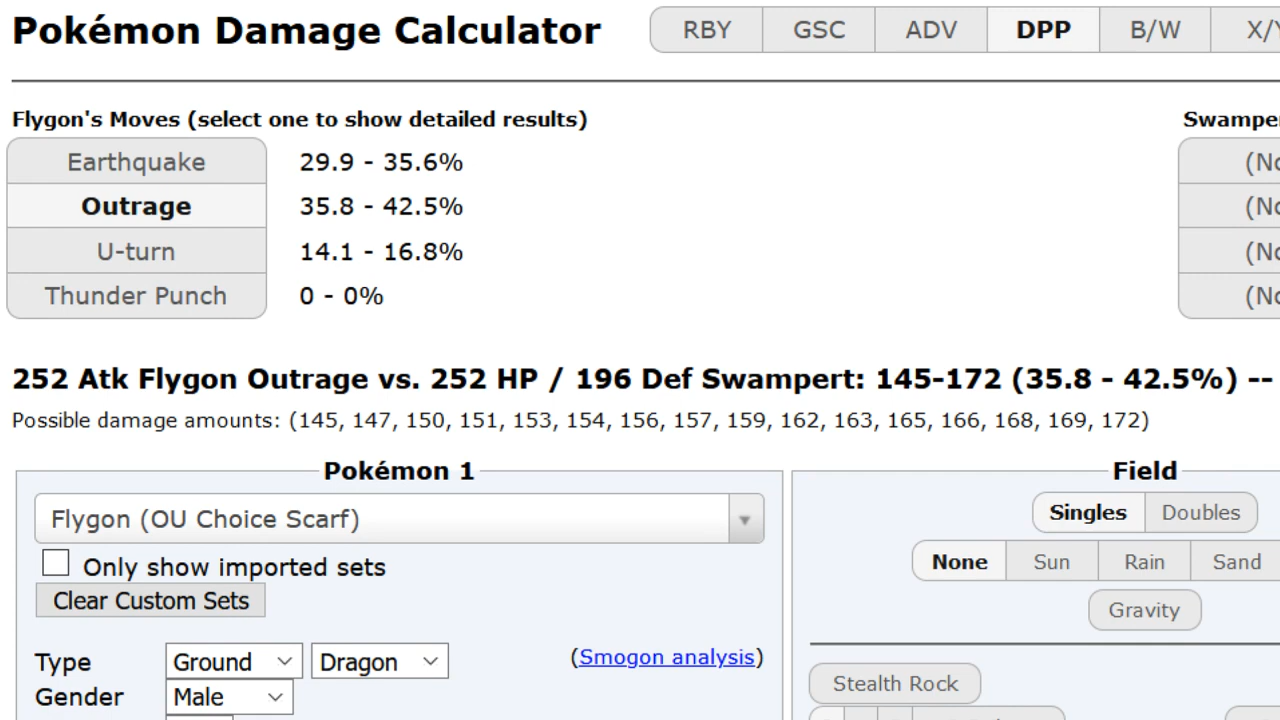 Pokémon Damage Calculator
RBY GSC ADV DPP B/W X/Y
Flygon's Moves (select one to show detailed results)
Earthquake 29.9 - 35.6%
Outrage 35.8 - 42.5%
U-turn 14.1 - 16.8%
Thunder Punch 0 - 0%
Swamper
(No
(No
(No
(No
252 Atk Flygon Outrage vs. 252 HP / 196 Def Swampert: 145-172 (35.8 - 42.5%) --
Possible damage amounts: (145, 147, 150, 151, 153, 154, 156, 157, 159, 162, 163, 165, 166, 168, 169, 172)
Pokémon 1
Flygon (OU Choice Scarf)
Only show imported sets
Clear Custom Sets
Type Ground Dragon (Smogon analysis)
Gender Male
Field
Singles Doubles
None Sun Rain Sand
Gravity
Stealth Rock